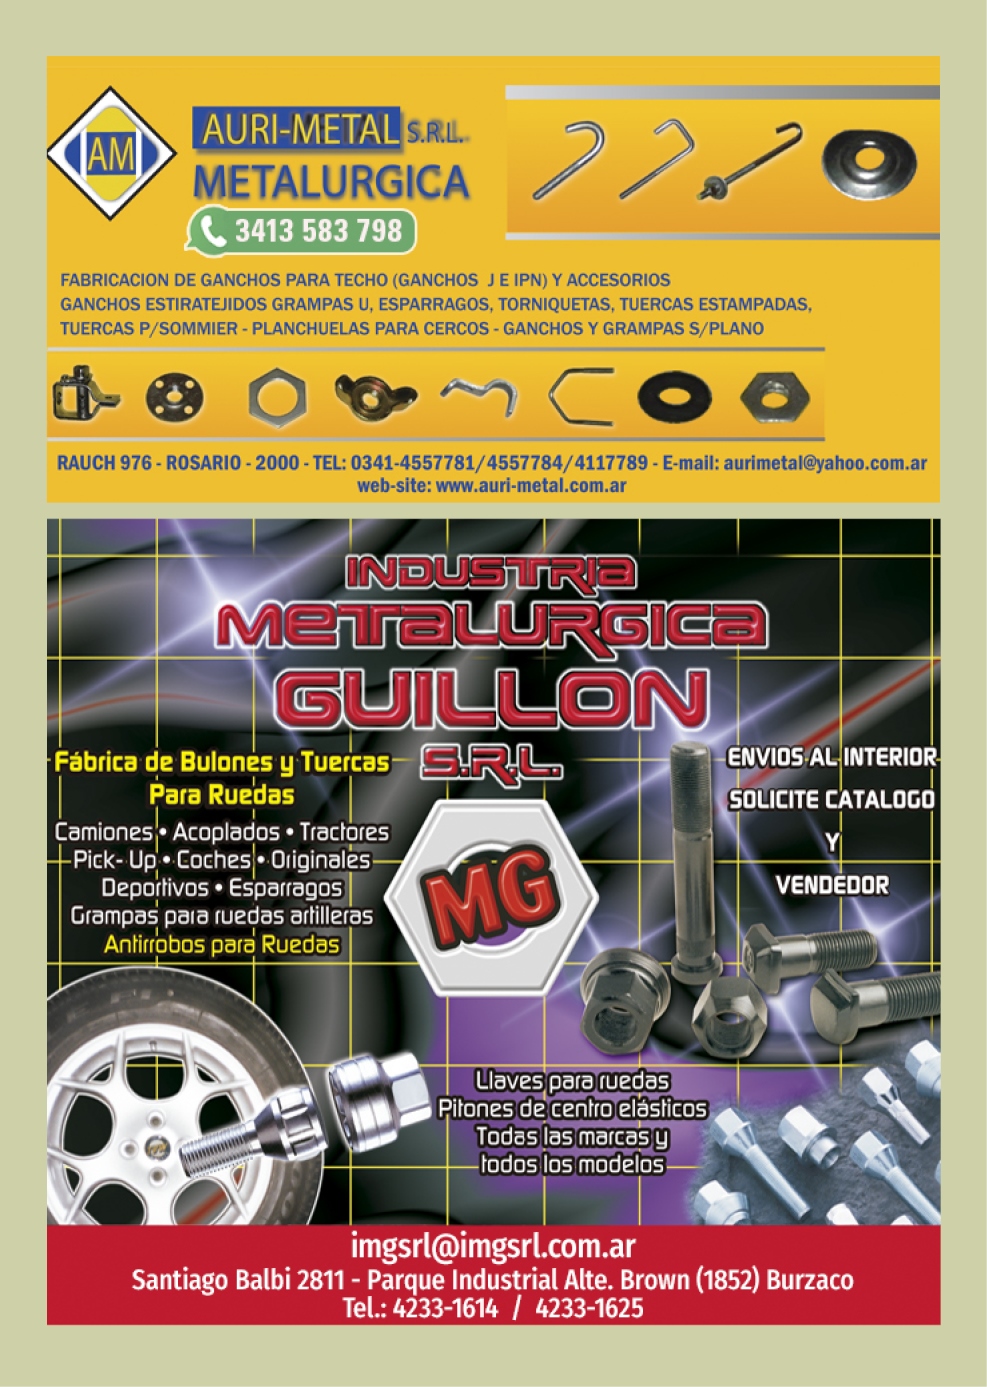 AM
AURI-METAL S.R.L.
METALURGICA
3413 583 798
FABRICACION DE GANCHOS PARA TECHO (GANCHOS J E IPN) Y ACCESORIOS
GANCHOS ESTIRATEJIDOS GRAMPAS U, ESPARRAGOS, TORNIQUETAS, TUERCAS ESTAMPADAS,
TUERCAS P/SOMMIER - PLANCHUELAS PARA CERCOS - GANCHOS Y GRAMPAS S/PLANO
RAUCH 976 - ROSARIO - 2000 - TEL: 0341-4557781/4557784/4117789 - E-mail: aurimetal@yahoo.com.ar
web-site: www.auri-metal.com.ar
INDUSTRIA
METALURGICA
GUILLON
S.R.L.
Fábrica de Bulones y Tuercas
Para Ruedas
Camiones • Acoplados • Tractores
Pick- Up • Coches • Originales
Deportivos • Esparragos
Grampas para ruedas artilleras
Antirrobos para Ruedas
MG
ENVIOS AL INTERIOR
SOLICITE CATALOGO
Y
VENDEDOR
Llaves para ruedas
Pitones de centro elásticos
Todas las marcas y
todos los modelos
imgsrl@imgsrl.com.ar
Santiago Balbi 2811 - Parque Industrial Alte. Brown (1852) Burzaco
Tel.: 4233-1614 / 4233-1625